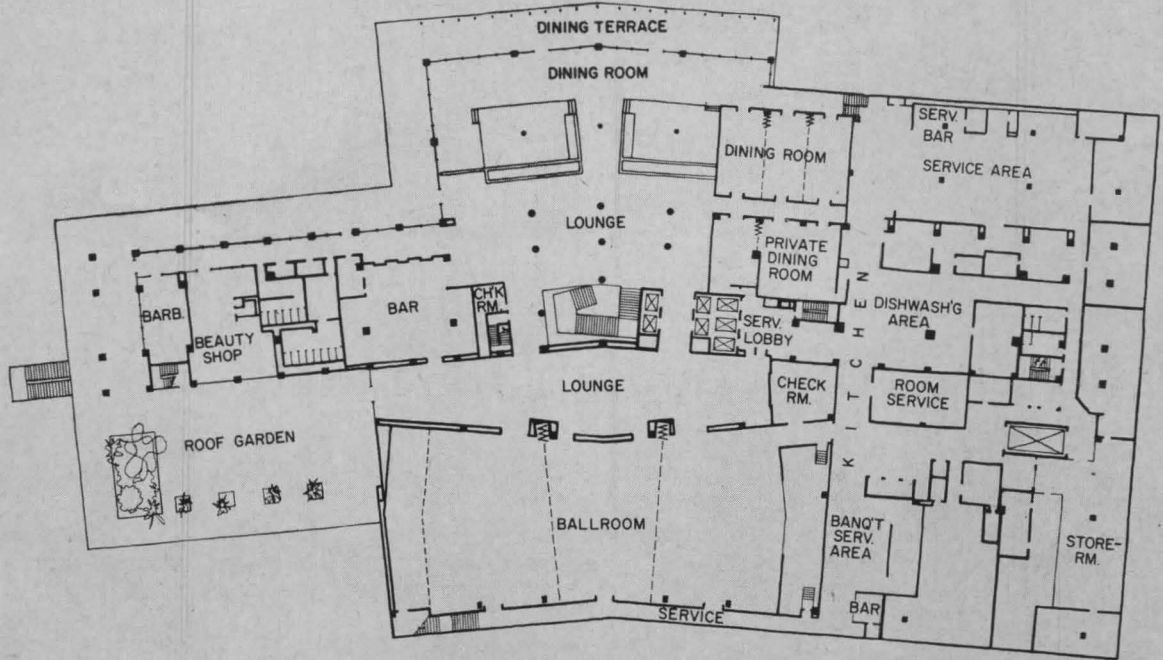 DINING TERRACE
DINING ROOM
SERV.
BAR
DINING ROOM
SERVICE AREA
LOUNGE
PRIVATE
DINING
ROOM
BARB.
BEAUTY
SHOP
BAR
CH'K
RM.
SERV.
LOBBY
DISHWASH'G
AREA
KITCHEN
LOUNGE
CHECK
RM.
ROOM
SERVICE
ROOF GARDEN
BALLROOM
BANQ'T
SERV.
AREA
STORE-
RM.
BAR
SERVICE